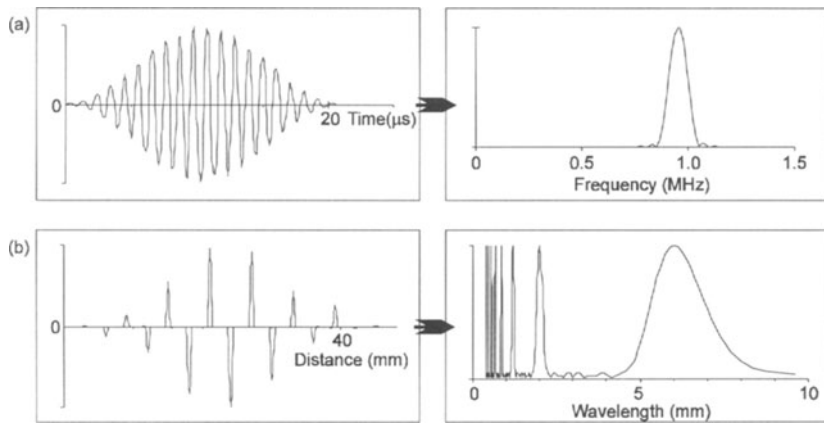 (a)
0
20 Time(μs)
0 0.5 1.0 1.5
Frequency (MHz)
(b)
0
40
Distance (mm)
0 5 10
Wavelength (mm)